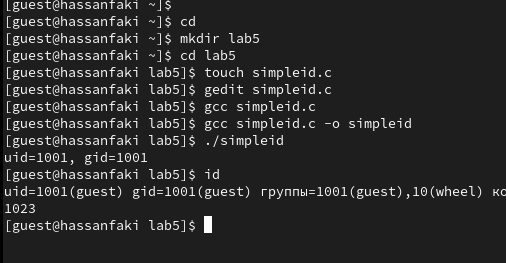 [guest@hassanfaki ~]$
[guest@hassanfaki ~]$ cd
[guest@hassanfaki ~]$ mkdir lab5
[guest@hassanfaki ~]$ cd lab5
[guest@hassanfaki lab5]$ touch simpleid.c
[guest@hassanfaki lab5]$ gedit simpleid.c
[guest@hassanfaki lab5]$ gcc simpleid.c
[guest@hassanfaki lab5]$ gcc simpleid.c -o simpleid
[guest@hassanfaki lab5]$ ./simpleid
uid=1001, gid=1001
[guest@hassanfaki lab5]$ id
uid=1001(guest) gid=1001(guest) группы=1001(guest),10(wheel) ко
1023
[guest@hassanfaki lab5]$